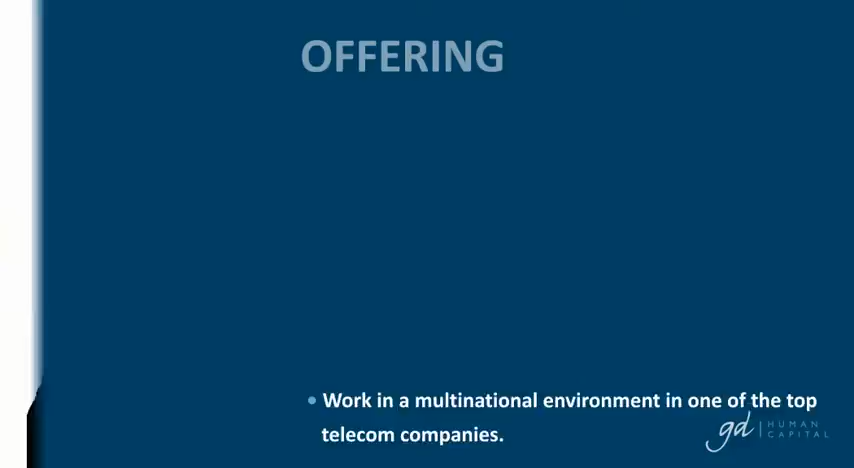 OFFERING
• Work in a multinational environment in one of the top
telecom companies.
gd | HUMAN
CAPITAL